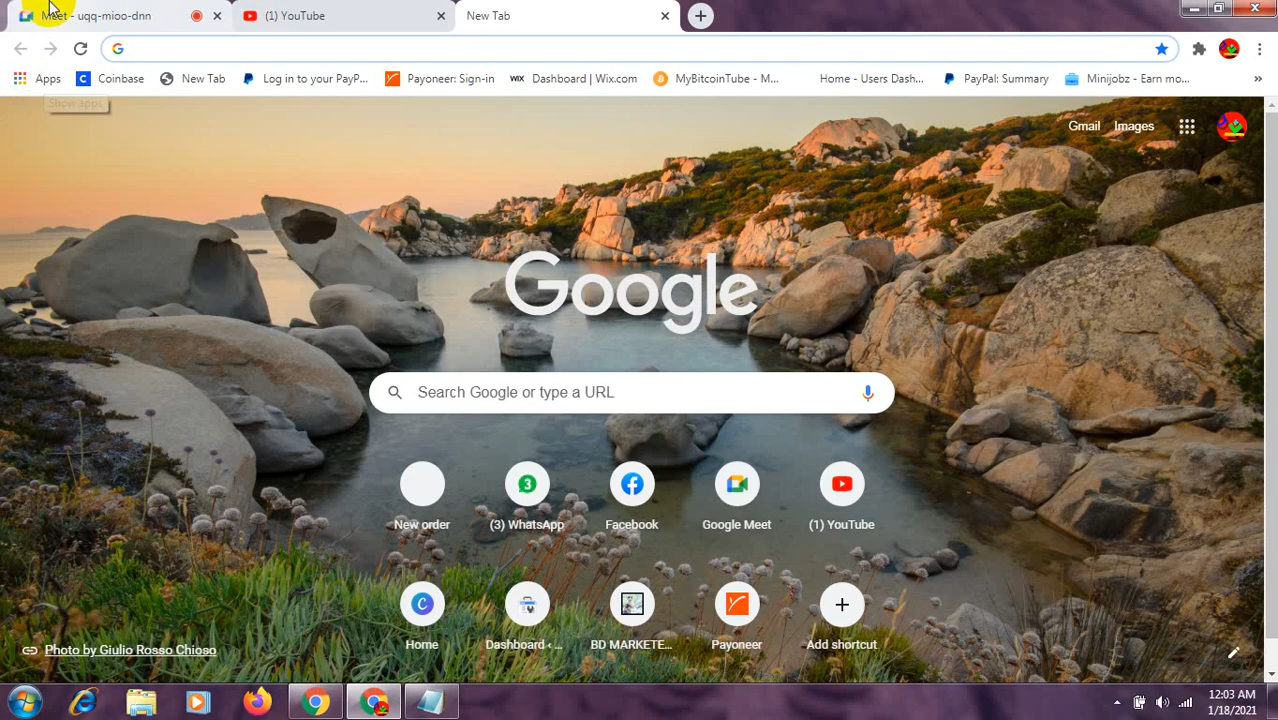 Meet - uqq-mioo-dnn
(1) YouTube
New Tab
Apps
Coinbase
New Tab
Log in to your PayP...
Payoneer: Sign-in
WIX
Dashboard | Wix.com
MyBitcoinTube - M...
Home - Users Dash...
PayPal: Summary
Minijobz - Earn mo...
»
Show apps
Gmail
Images
Google
Search Google or type a URL
New order
(3) WhatsApp
Facebook
Google Meet
(1) YouTube
Home
Dashboard ‹ ...
BD MARKETE...
Payoneer
Add shortcut
Photo by Giulio Rosso Chioso
12:03 AM
1/18/2021